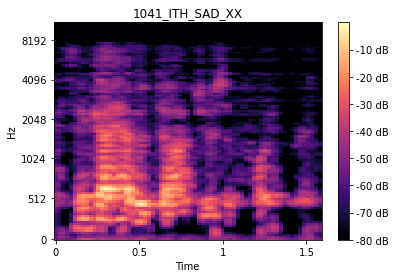 1041_ITH_SAD_XX
8192
4096
2048
1024
512
0
Hz
0
0.5
1
1.5
Time
-10 dB
-20 dB
-30 dB
-40 dB
-50 dB
-60 dB
-70 dB
-80 dB